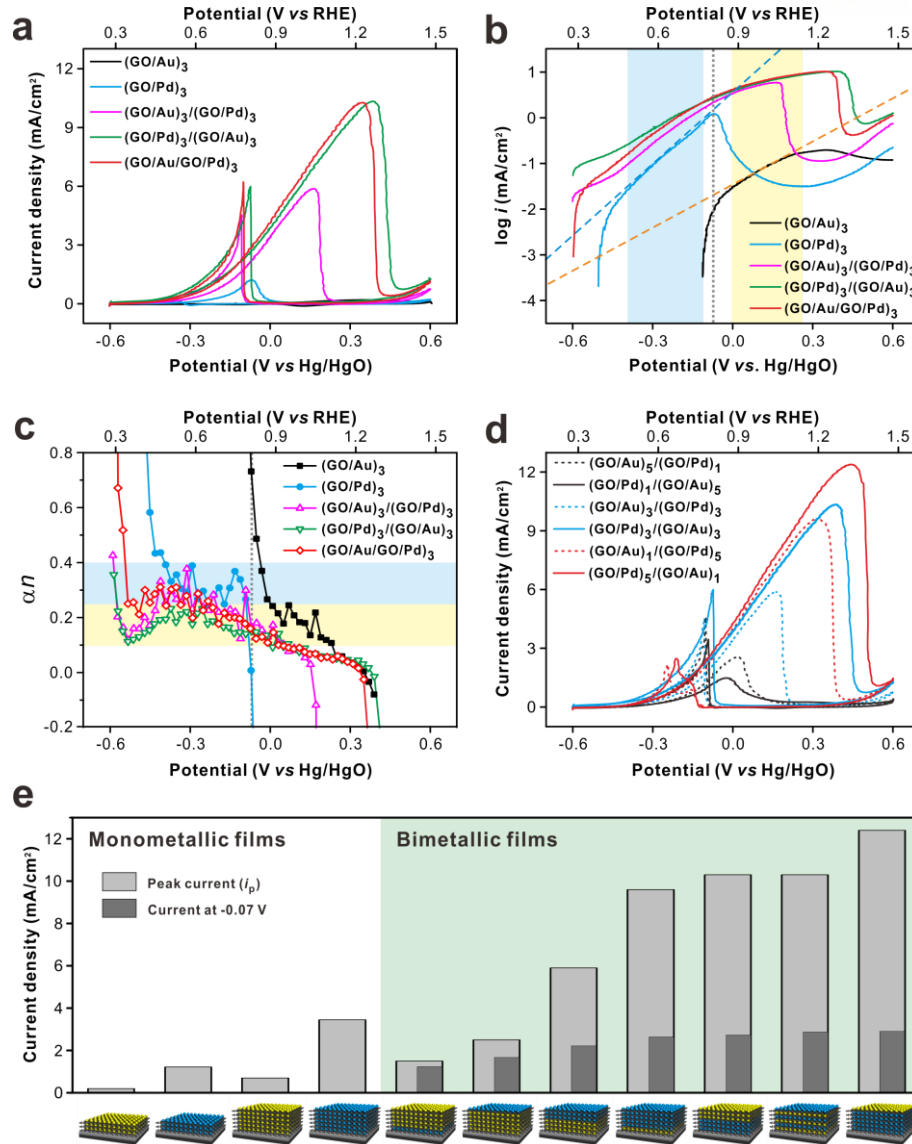 a
Potential (V vs RHE)
0.3 0.6 0.9 1.2 1.5
Current density (mA/cm²)
12
9
6
3
0
(GO/Au)₃
(GO/Pd)₃
(GO/Au)₃/(GO/Pd)₃
(GO/Pd)₃/(GO/Au)₃
(GO/Au/GO/Pd)₃
-0.6 -0.3 0.0 0.3 0.6
Potential (V vs Hg/HgO)
b
Potential (V vs RHE)
0.3 0.6 0.9 1.2 1.5
log i (mA/cm²)
1
0
-1
-2
-3
-4
(GO/Au)₃
(GO/Pd)₃
(GO/Au)₃/(GO/Pd)₃
(GO/Pd)₃/(GO/Au)₃
(GO/Au/GO/Pd)₃
-0.6 -0.3 0.0 0.3 0.6
Potential (V vs. Hg/HgO)
c
Potential (V vs RHE)
0.3 0.6 0.9 1.2 1.5
αn
0.8
0.6
0.4
0.2
0.0
-0.2
(GO/Au)₃
(GO/Pd)₃
(GO/Au)₃/(GO/Pd)₃
(GO/Pd)₃/(GO/Au)₃
(GO/Au/GO/Pd)₃
-0.6 -0.3 0.0 0.3 0.6
Potential (V vs Hg/HgO)
d
Potential (V vs RHE)
0.3 0.6 0.9 1.2 1.5
Current density (mA/cm²)
12
9
6
3
0
(GO/Au)₅/(GO/Pd)₁
(GO/Pd)₁/(GO/Au)₅
(GO/Au)₃/(GO/Pd)₃
(GO/Pd)₃/(GO/Au)₃
(GO/Au)₁/(GO/Pd)₅
(GO/Pd)₅/(GO/Au)₁
-0.6 -0.3 0.0 0.3 0.6
Potential (V vs Hg/HgO)
e
Current density (mA/cm²)
12
10
8
6
4
2
0
Monometallic films
Bimetallic films
Peak current (iₚ)
Current at -0.07 V